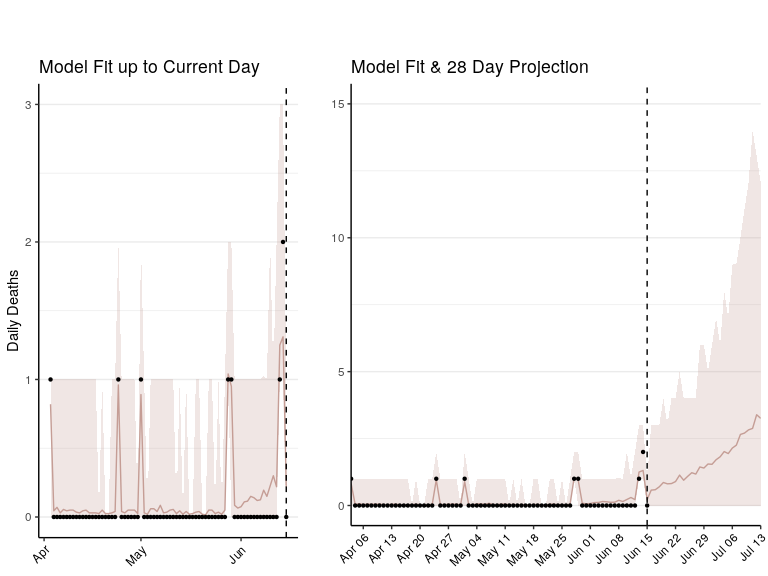 Model Fit up to Current Day
Model Fit & 28 Day Projection
Daily Deaths
3
2
1
0
Apr
May
Jun
15
10
5
0
Apr 06
Apr 13
Apr 20
Apr 27
May 04
May 11
May 18
May 25
Jun 01
Jun 08
Jun 15
Jun 22
Jun 29
Jul 06
Jul 13